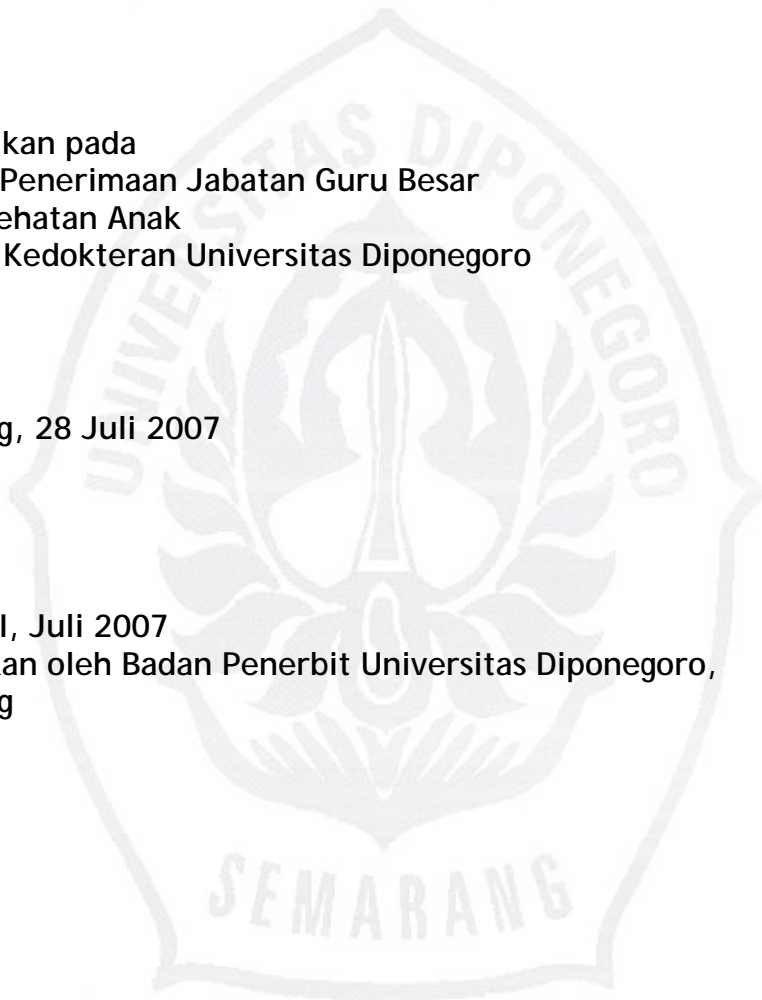 kan pada
Penerimaan Jabatan Guru Besar
ehatan Anak
Kedokteran Universitas Diponegoro
g, 28 Juli 2007
I, Juli 2007
kan oleh Badan Penerbit Universitas Diponegoro,
g
UNIVERSITAS DIPONEGORO
SEMARANG